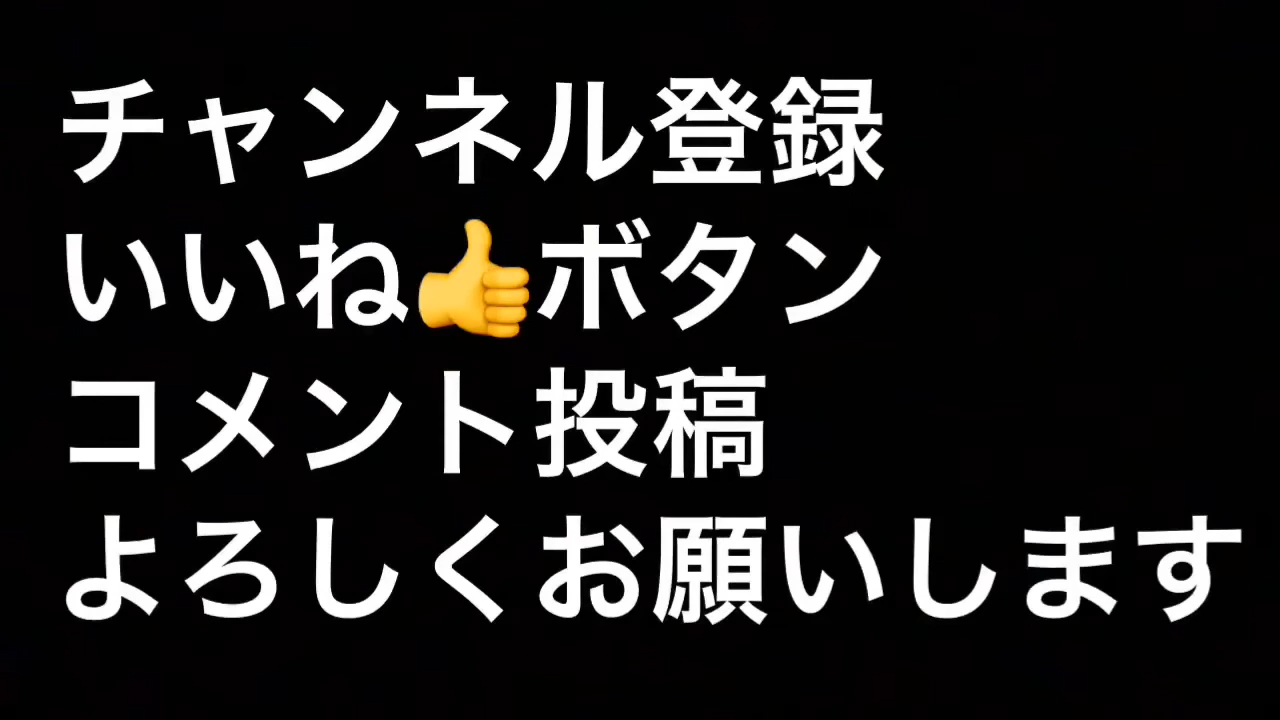 チャンネル登録
いいね👍ボタン
コメント投稿
よろしくお願いします